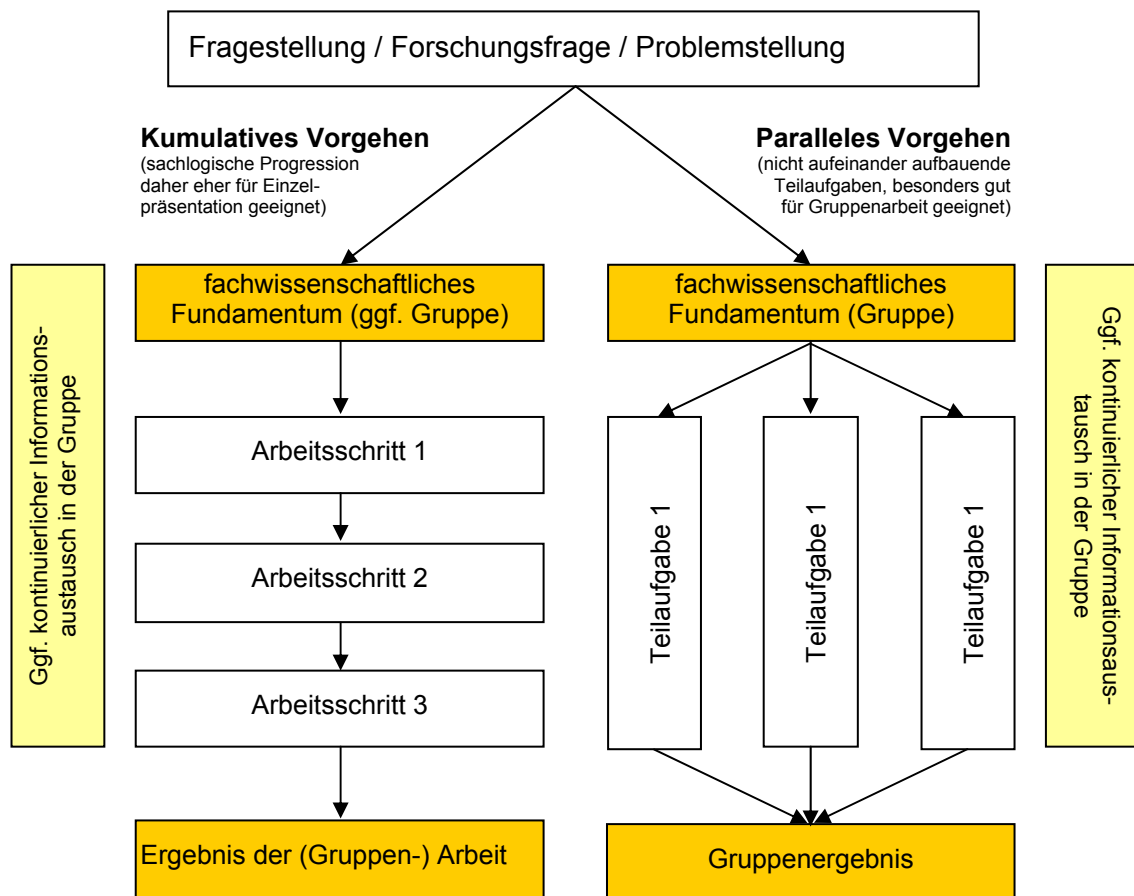 Fragestellung / Forschungsfrage / Problemstellung
Kumulatives Vorgehen
(sachlogische Progression
daher eher für Einzel-
präsentation geeignet)
Paralleles Vorgehen
(nicht aufeinander aufbauende
Teilaufgaben, besonders gut
für Gruppenarbeit geeignet)
Ggf. kontinuierlicher Informations-
austausch in der Gruppe
fachwissenschaftliches
Fundamentum (ggf. Gruppe)
Arbeitsschritt 1
Arbeitsschritt 2
Arbeitsschritt 3
Ergebnis der (Gruppen-) Arbeit
fachwissenschaftliches
Fundamentum (Gruppe)
Teilaufgabe 1
Teilaufgabe 1
Teilaufgabe 1
Gruppenergebnis
Ggf. kontinuierlicher Informationsaus-
tausch in der Gruppe